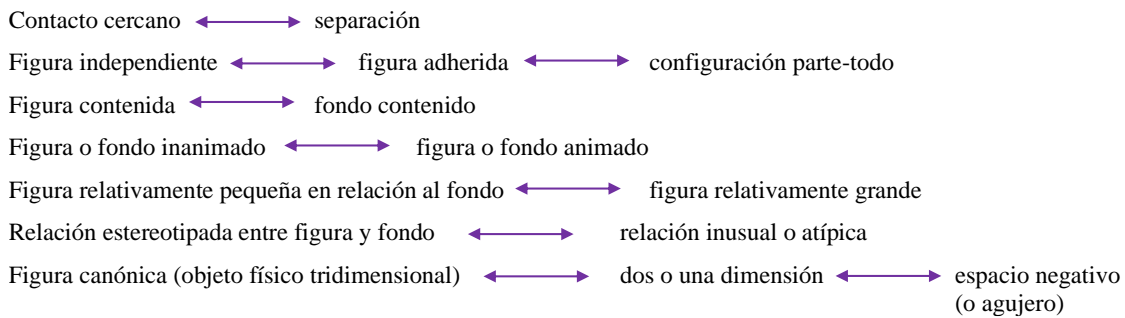 Contacto cercano separación
Figura independiente figura adherida configuración parte-todo
Figura contenida fondo contenido
Figura o fondo inanimado figura o fondo animado
Figura relativamente pequeña en relación al fondo figura relativamente grande
Relación estereotipada entre figura y fondo relación inusual o atípica
Figura canónica (objeto físico tridimensional) dos o una dimensión espacio negativo
(o agujero)